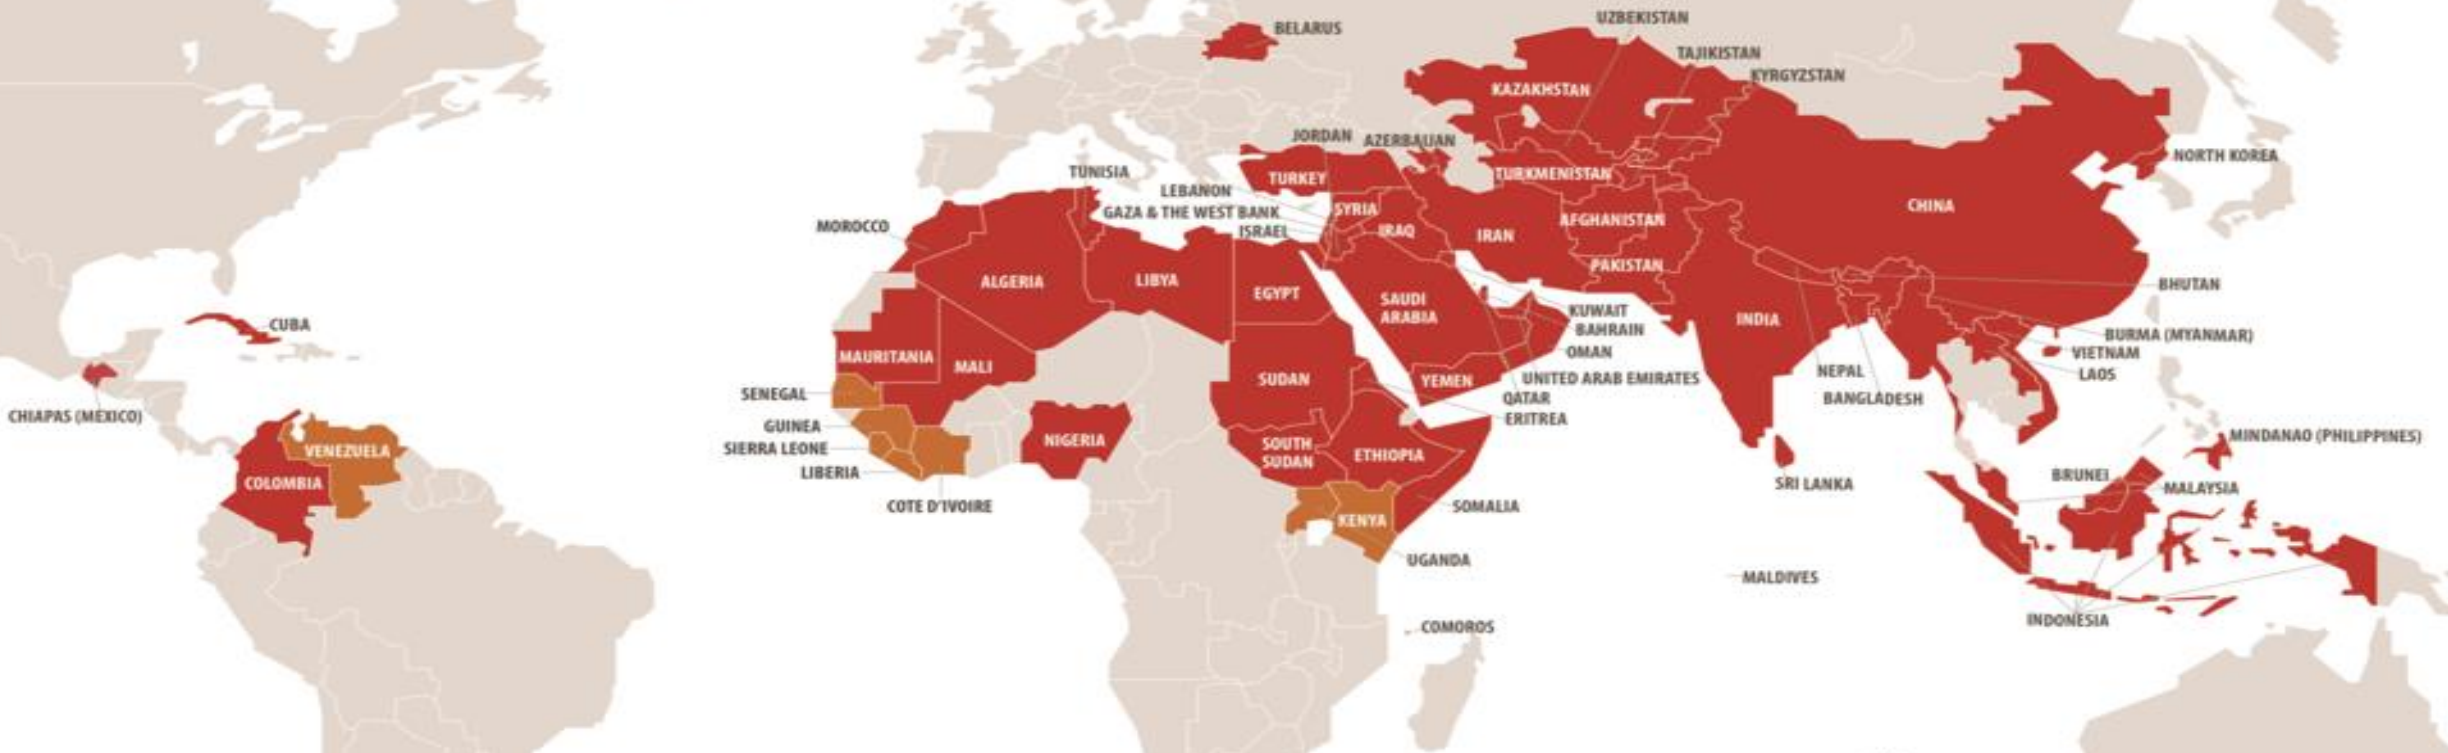 UZBEKISTAN
BELARUS
TAJIKISTAN
KYRGYZSTAN
KAZAKHSTAN
JORDAN
AZERBAIJAN
NORTH KOREA
TUNISIA
TURKEY
TURKMENISTAN
LEBANON
GAZA & THE WEST BANK
SYRIA
CHINA
AFGHANISTAN
MOROCCO
ISRAEL
IRAQ
IRAN
PAKISTAN
ALGERIA
LIBYA
EGYPT
BHUTAN
SAUDI
ARABIA
KUWAIT
INDIA
CUBA
BAHRAIN
BURMA (MYANMAR)
OMAN
VIETNAM
MAURITANIA
MALI
NEPAL
LAOS
SUDAN
YEMEN
UNITED ARAB EMIRATES
SENEGAL
QATAR
BANGLADESH
CHIAPAS (MEXICO)
ERITREA
GUINEA
NIGERIA
MINDANAO (PHILIPPINES)
SOUTH
SUDAN
SIERRA LEONE
VENEZUELA
ETHIOPIA
LIBERIA
BRUNEI
COLOMBIA
SRI LANKA
MALAYSIA
COTE D'IVOIRE
SOMALIA
KENYA
UGANDA
MALDIVES
INDONESIA
COMOROS